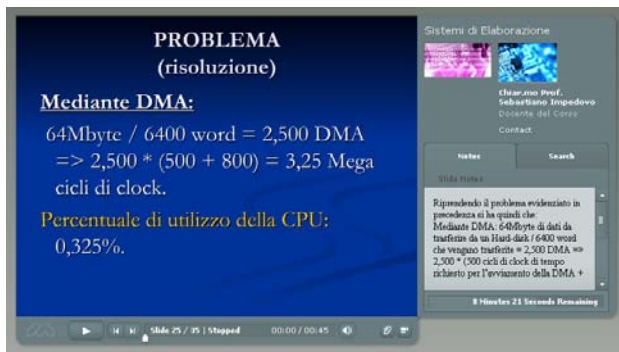 PROBLEMA
(risoluzione)
Mediante DMA:
64Mbyte / 6400 word = 2,500 DMA
=> 2,500 * (500 + 800) = 3,25 Mega
cicli di clock.
Percentuale di utilizzo della CPU:
0,325%.
Slide 25 / 35 | Stopped
00:00 / 00:45
Sistemi di Elaborazione
Chiar.mo Prof.
Sebastiano Impedovo
Docente del Corso
Contact
Notes
Search
Slide Notes
Riprendendo il problema evidenziato in
precedenza si ha quindi che:
Mediante DMA: 64Mbyte di dati da
trasferire da un Hard-disk / 6400 word
che vengono trasferite = 2,500 DMA =>
2,500 * (500 cicli di clock di tempo
richiesto per l'avviamento della DMA +
8 Minutes 21 Seconds Remaining